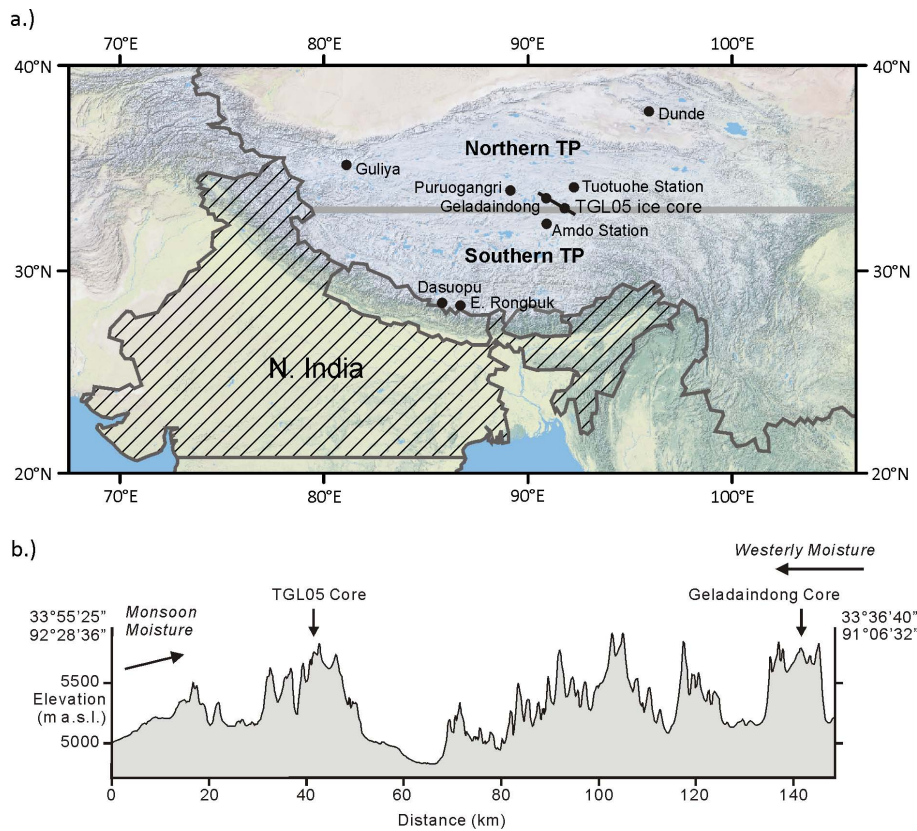 a.)
70°E 80°E 90°E 100°E
40°N 40°N
Dunde
Northern TP
Guliya
Puruogangri Tuotuohe Station
Geladaindong TGL05 ice core
Amdo Station
Southern TP
30°N 30°N
Dasuopu
E. Rongbuk
N. India
20°N 20°N
70°E 80°E 90°E 100°E
b.)
Westerly Moisture
TGL05 Core Geladaindong Core
33°55'25" 33°36'40"
92°28'36" 91°06'32"
Monsoon
Moisture
5500
Elevation
(m a.s.l.)
5000
0 20 40 60 80 100 120 140
Distance (km)